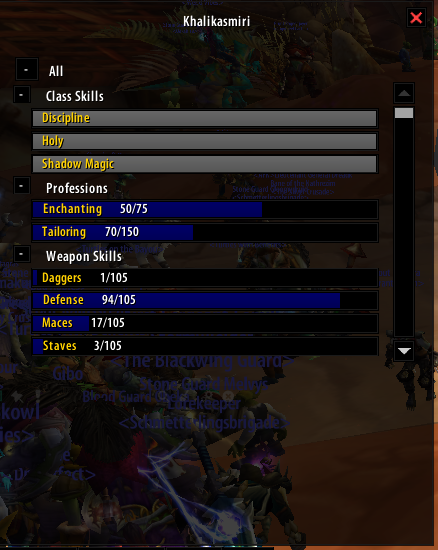 Khalikasmiri
- All
- Class Skills
Discipline
Holy
Shadow Magic
- Professions
Enchanting 50/75
Tailoring 70/150
- Weapon Skills
Daggers 1/105
Defense 94/105
Maces 17/105
Staves 3/105
<The Blackwing Guard>